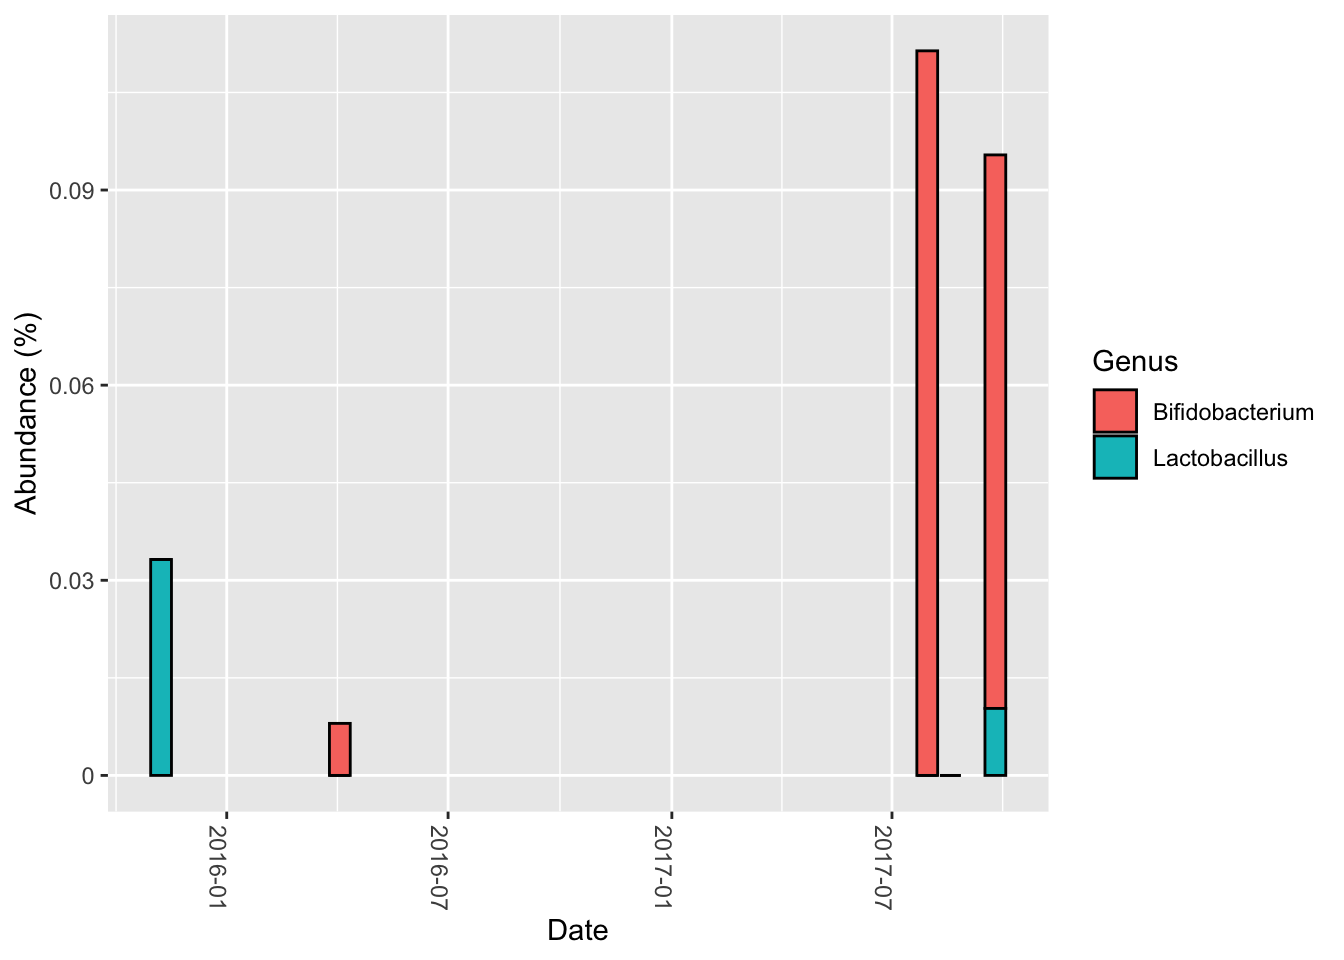 Abundance (%)
0.09
0.06
0.03
0
2016-01
2016-07
2017-01
2017-07
Date
Genus
Bifidobacterium
Lactobacillus